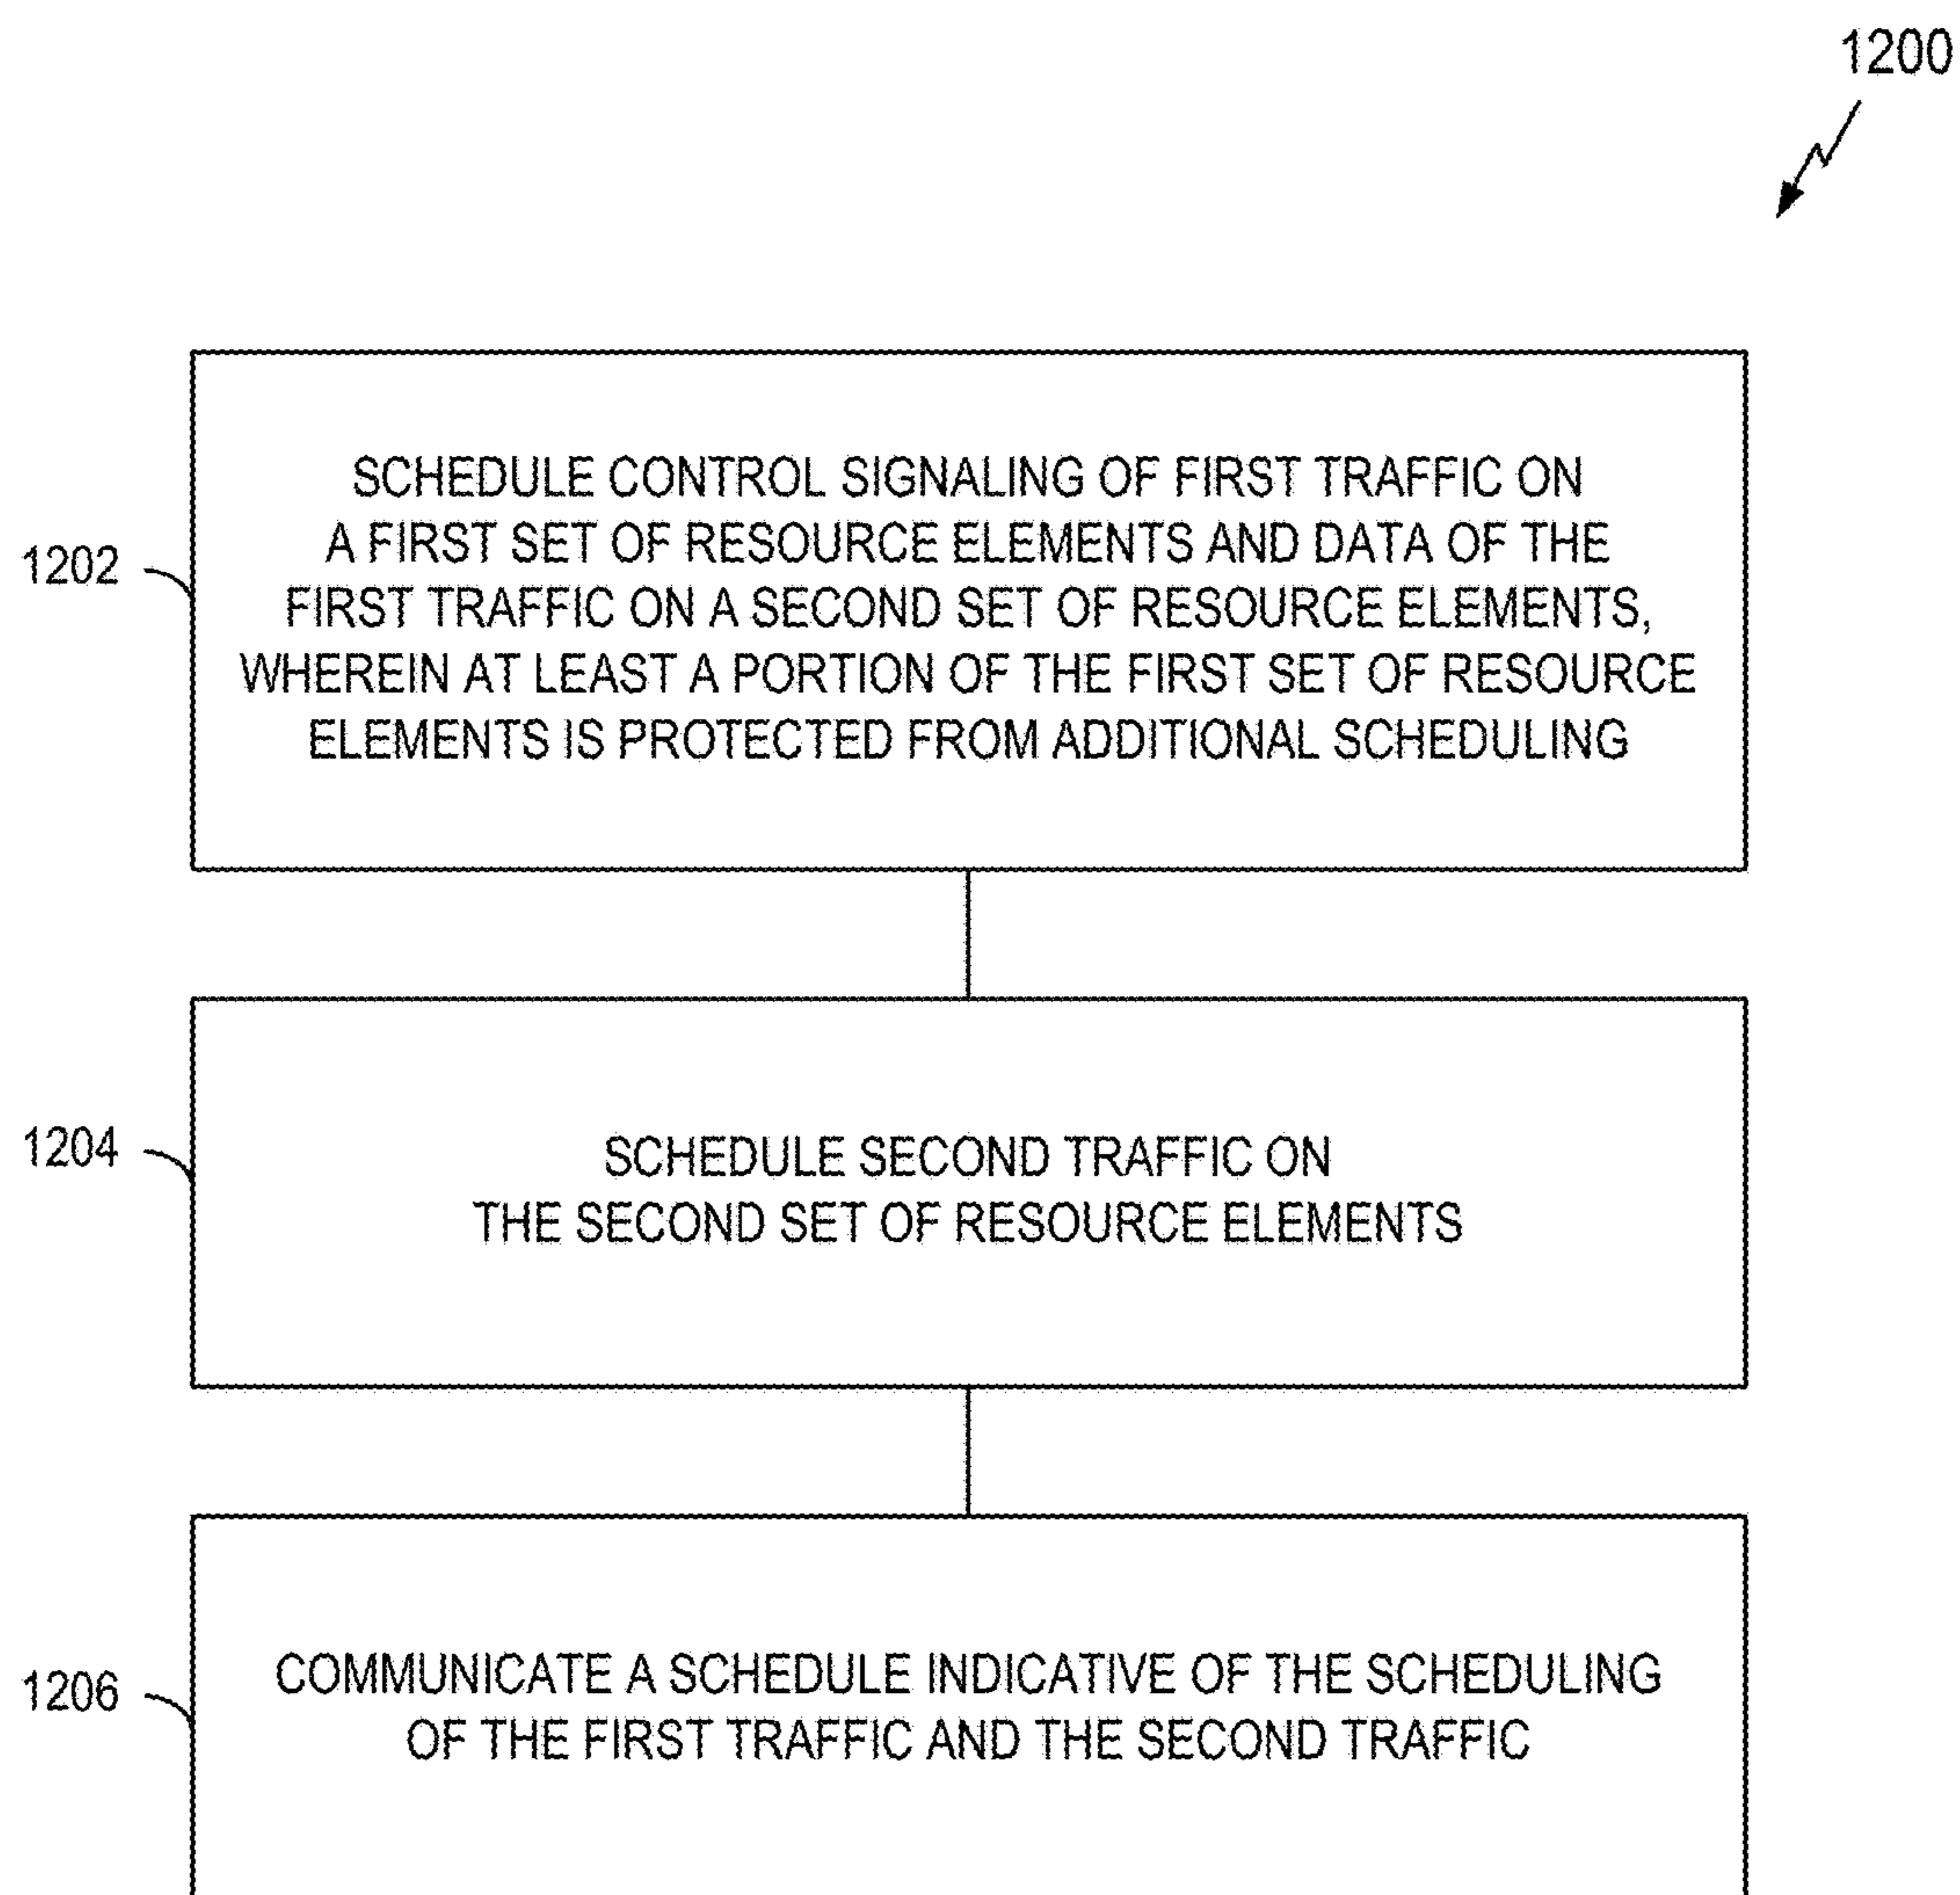 1200
1202
SCHEDULE CONTROL SIGNALING OF FIRST TRAFFIC ON
A FIRST SET OF RESOURCE ELEMENTS AND DATA OF THE
FIRST TRAFFIC ON A SECOND SET OF RESOURCE ELEMENTS,
WHEREIN AT LEAST A PORTION OF THE FIRST SET OF RESOURCE
ELEMENTS IS PROTECTED FROM ADDITIONAL SCHEDULING
1204
SCHEDULE SECOND TRAFFIC ON
THE SECOND SET OF RESOURCE ELEMENTS
1206
COMMUNICATE A SCHEDULE INDICATIVE OF THE SCHEDULING
OF THE FIRST TRAFFIC AND THE SECOND TRAFFIC